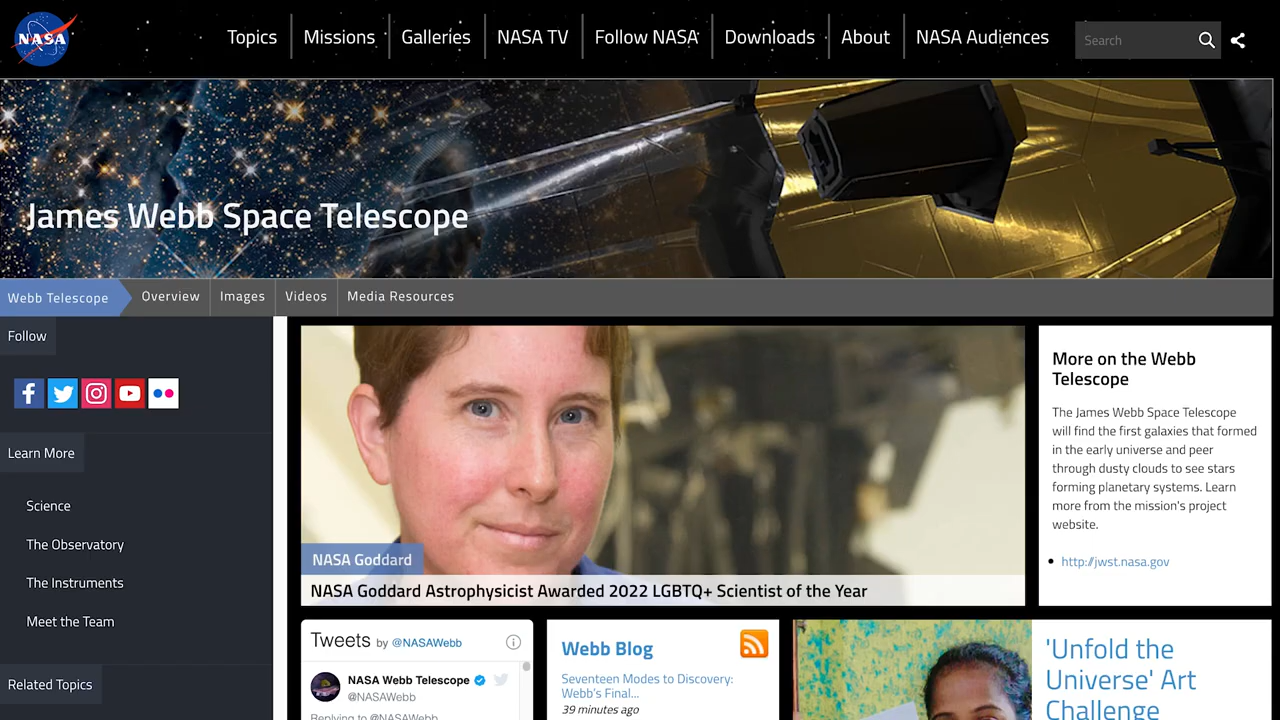 NASA
Topics
Missions
Galleries
NASA TV
Follow NASA
Downloads
About
NASA Audiences
Search
James Webb Space Telescope
Webb Telescope
Overview
Images
Videos
Media Resources
Follow
Learn More
Science
The Observatory
The Instruments
Meet the Team
Related Topics
NASA Goddard
NASA Goddard Astrophysicist Awarded 2022 LGBTQ+ Scientist of the Year
More on the Webb
Telescope
The James Webb Space Telescope
will find the first galaxies that formed
in the early universe and peer
through dusty clouds to see stars
forming planetary systems. Learn
more from the mission's project
website.
http://jwst.nasa.gov
Tweets by @NASAWebb
NASA Webb Telescope
@NASAWebb
Replying to @NASAWebb
Webb Blog
Seventeen Modes to Discovery:
Webb's Final...
39 minutes ago
'Unfold the
Universe' Art
Challenge